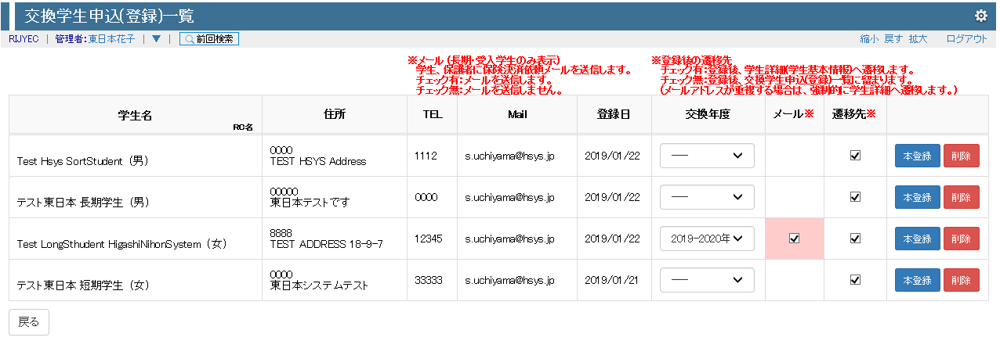 交換学生申込(登録)一覧
RIJYEC | 管理者:東日本花子 | ▼ | 前回検索 縮小 戻す 拡大 ログアウト
※メール (長期・受入学生のみ表示)
学生、保護者に保険決済依頼メールを送信します。
チェック有:メールを送信します。
チェック無:メールを送信しません。
※登録後の遷移先
チェック有:登録後、学生詳細(学生基本情報)へ遷移します。
チェック無:登録後、交換学生申込(登録)一覧に留まります。
(メールアドレスが重複する場合は、強制的に学生詳細へ遷移します。)
学生名 住所 TEL Mail 登録日 交換年度 メール※ 遷移先※
RC名
0000
Test Hsys SortStudent (男) TEST HSYS Address 1112 s.uchiyama@hsys.jp 2019/01/22 ---- 本登録 削除
00000
テスト東日本 長期学生 (男) 東日本テストです 0000 s.uchiyama@hsys.jp 2019/01/22 ---- 本登録 削除
8888
Test LongSthudent HigashiNihonSystem (女) TEST ADDRESS 18-9-7 12345 s.uchiyama@hsys.jp 2019/01/22 2019-2020年 本登録 削除
0000
テスト東日本 短期学生 (女) 東日本システムテスト 33333 s.uchiyama@hsys.jp 2019/01/21 ---- 本登録 削除
戻る